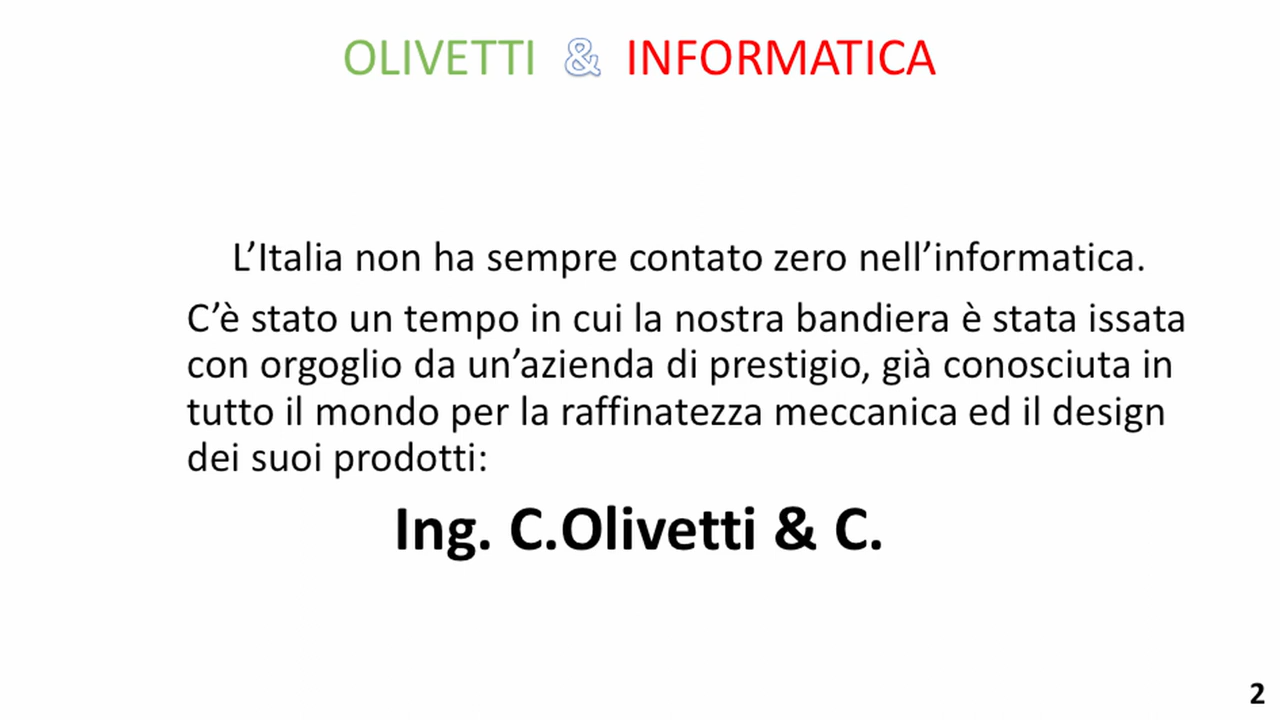 OLIVETTI & INFORMATICA
L’Italia non ha sempre contato zero nell’informatica.
C’è stato un tempo in cui la nostra bandiera è stata issata
con orgoglio da un’azienda di prestigio, già conosciuta in
tutto il mondo per la raffinatezza meccanica ed il design
dei suoi prodotti:
Ing. C.Olivetti & C.
2